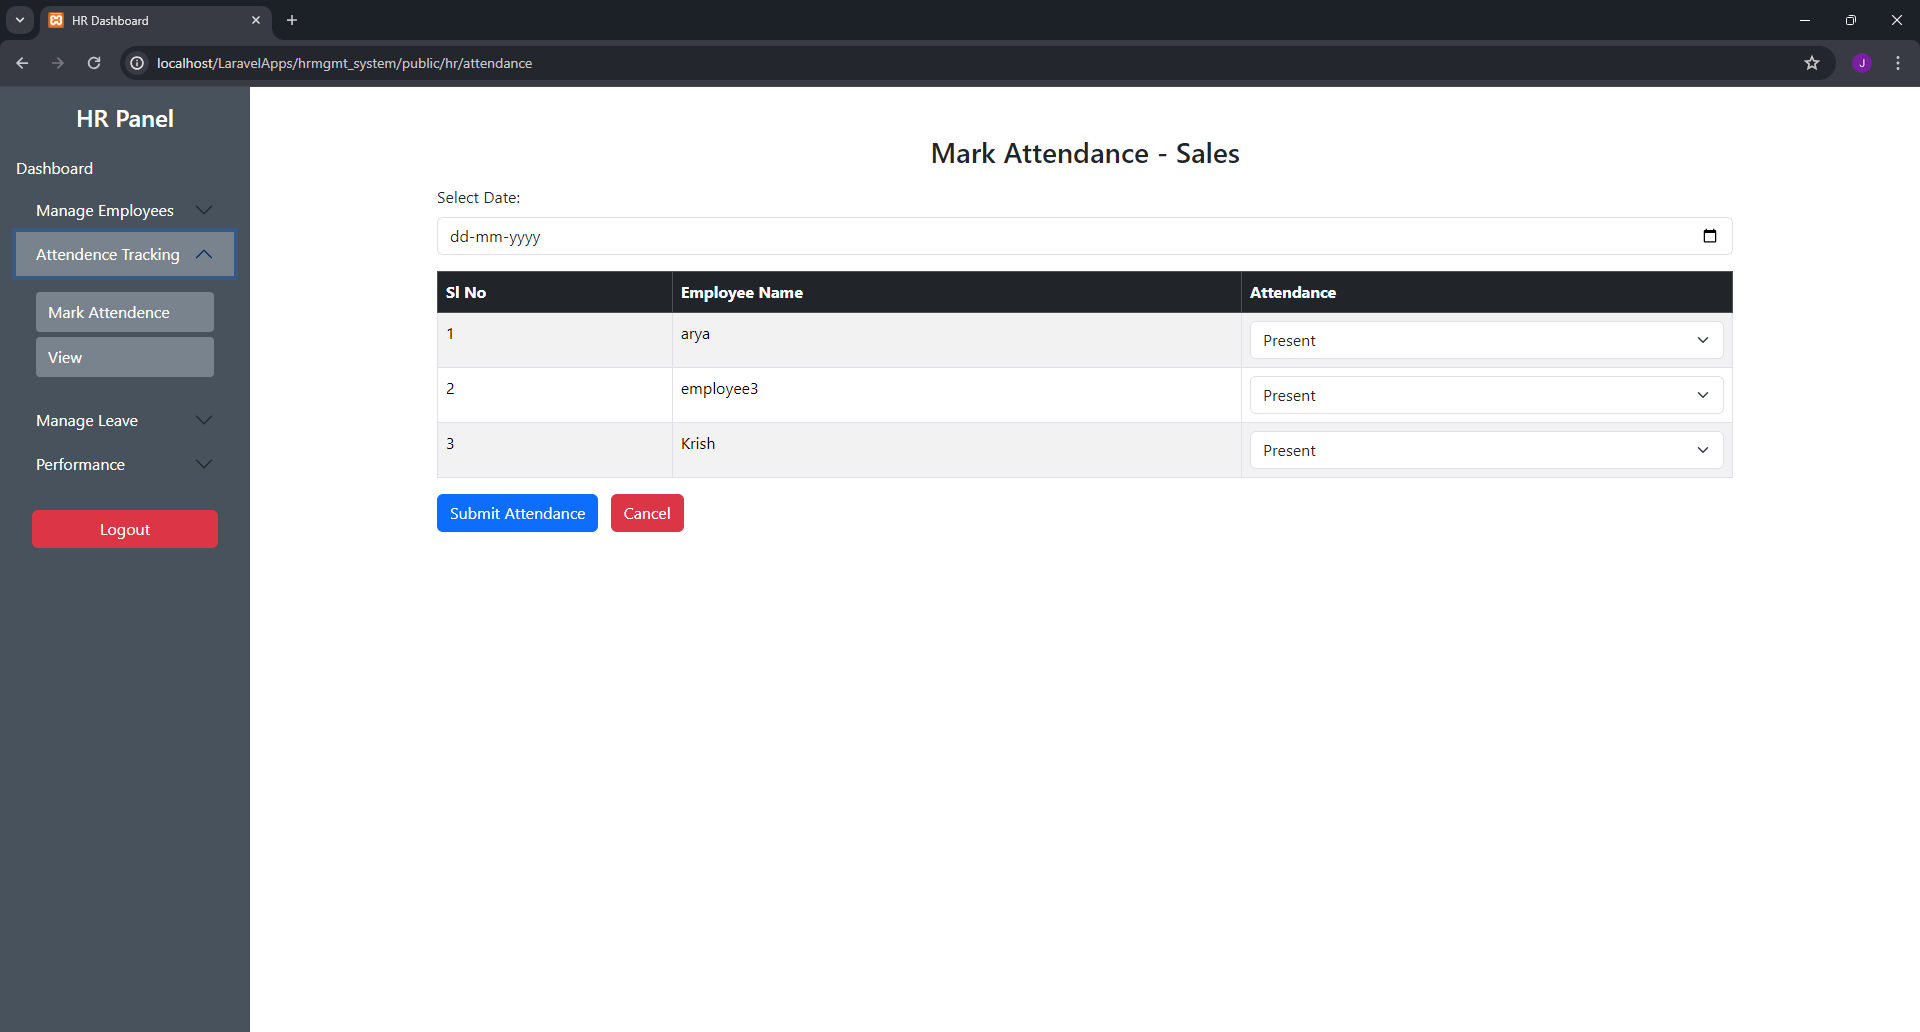 HR Dashboard
localhost/LaravelApps/hrmgmt_system/public/hr/attendance
J
HR Panel
Dashboard
Manage Employees
Attendence Tracking
Mark Attendence
View
Manage Leave
Performance
Logout
Mark Attendance - Sales
Select Date:
dd-mm-yyyy
Sl No Employee Name Attendance
1 arya Present
2 employee3 Present
3 Krish Present
Submit Attendance Cancel